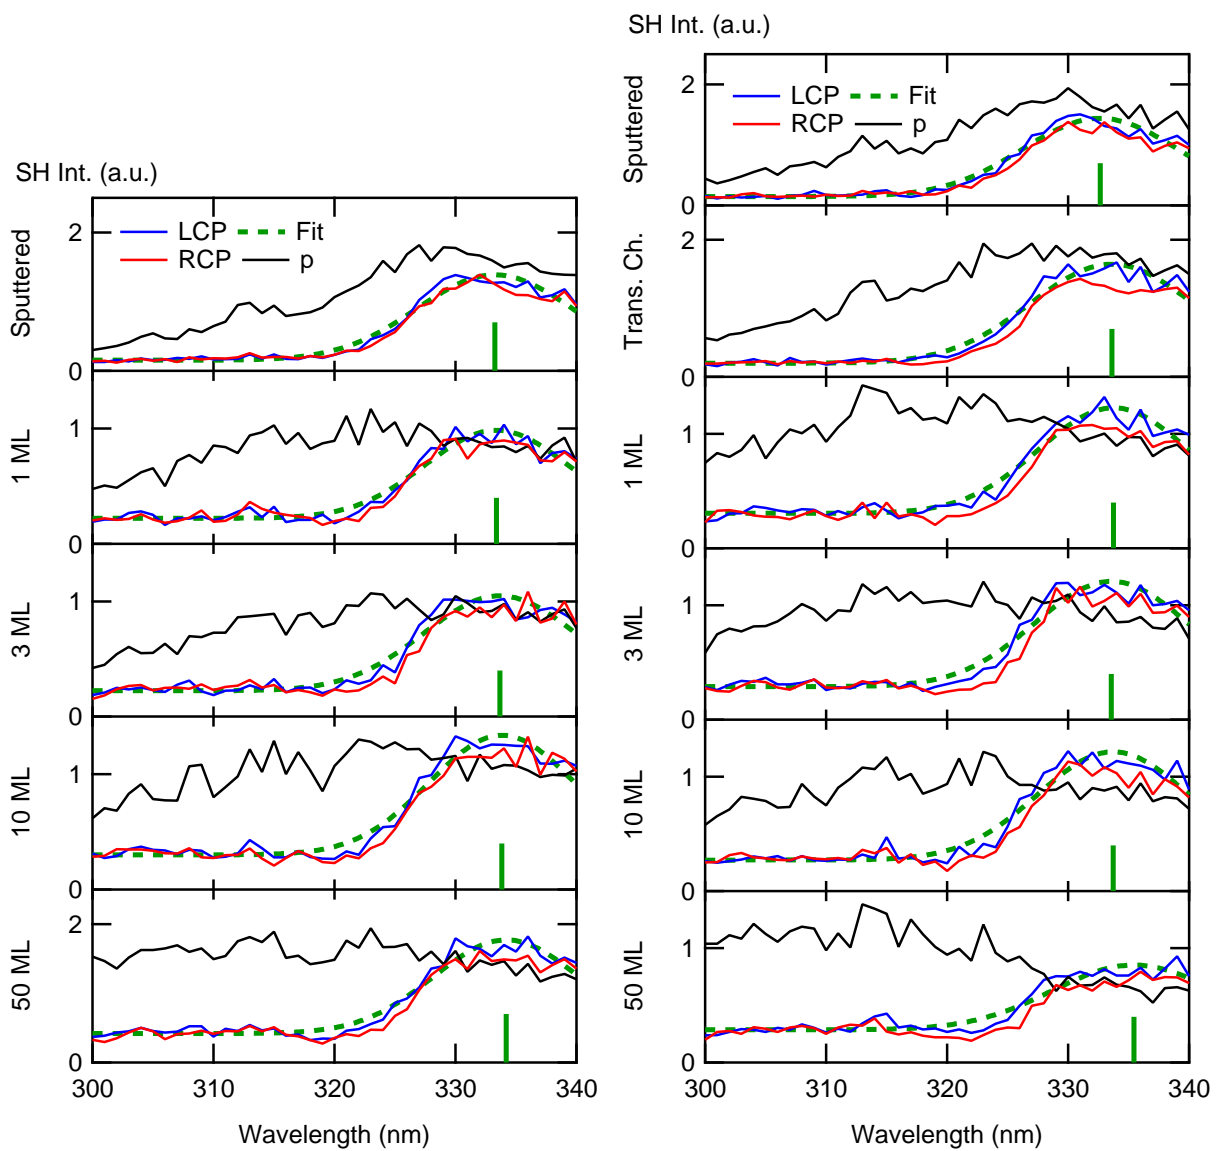 SH Int. (a.u.)
Sputtered
2
0
LCP
Fit
RCP
p
1 ML
1
0
3 ML
1
0
10 ML
1
0
50 ML
2
0
300
310
320
330
340
Wavelength (nm)
SH Int. (a.u.)
Sputtered
2
0
LCP
Fit
RCP
p
Trans. Ch.
2
0
1 ML
1
0
3 ML
1
0
10 ML
1
0
50 ML
1
0
300
310
320
330
340
Wavelength (nm)